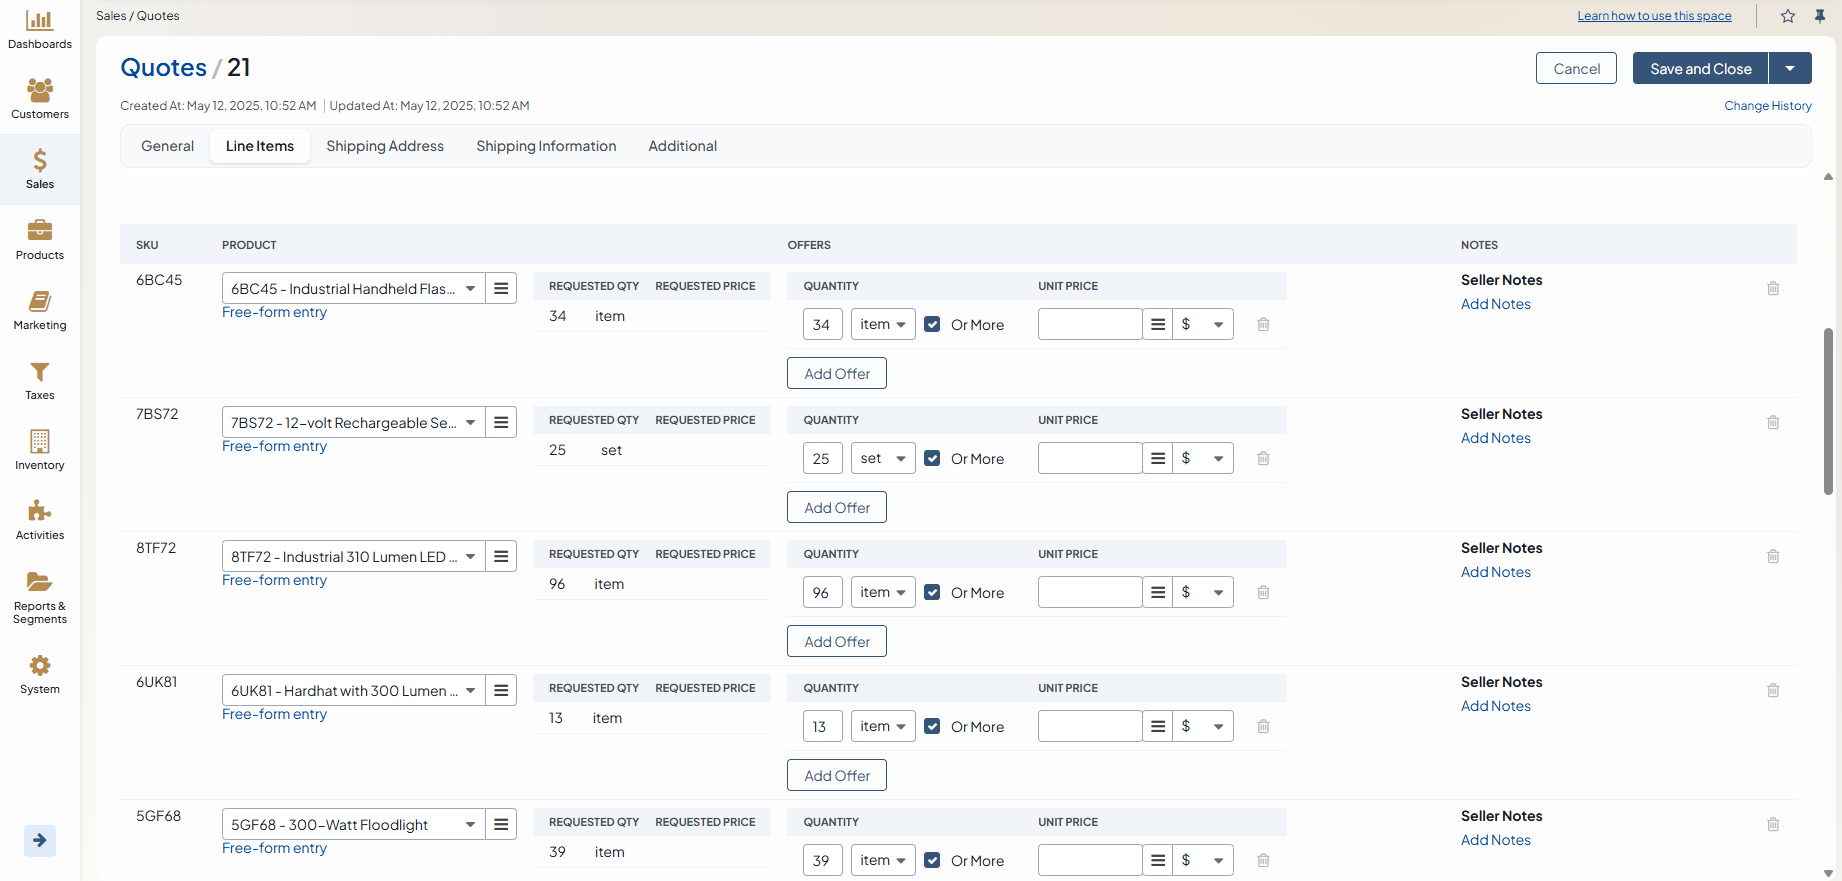 Sales / Quotes
Learn how to use this space
Dashboards
Customers
Sales
Products
Marketing
Taxes
Inventory
Activities
Reports &
Segments
System
Quotes / 21
Cancel
Save and Close
Created At: May 12, 2025, 10:52 AM | Updated At: May 12, 2025, 10:52 AM
Change History
General Line Items Shipping Address Shipping Information Additional
SKU PRODUCT OFFERS NOTES
6BC45
6BC45 - Industrial Handheld Flas...
Free-form entry
REQUESTED QTY REQUESTED PRICE
34 item
QUANTITY UNIT PRICE
34 item Or More $
Add Offer
Seller Notes
Add Notes
7BS72
7BS72 - 12-volt Rechargeable Se...
Free-form entry
REQUESTED QTY REQUESTED PRICE
25 set
QUANTITY UNIT PRICE
25 set Or More $
Add Offer
Seller Notes
Add Notes
8TF72
8TF72 - Industrial 310 Lumen LED ...
Free-form entry
REQUESTED QTY REQUESTED PRICE
96 item
QUANTITY UNIT PRICE
96 item Or More $
Add Offer
Seller Notes
Add Notes
6UK81
6UK81 - Hardhat with 300 Lumen ...
Free-form entry
REQUESTED QTY REQUESTED PRICE
13 item
QUANTITY UNIT PRICE
13 item Or More $
Add Offer
Seller Notes
Add Notes
5GF68
5GF68 - 300-Watt Floodlight
Free-form entry
REQUESTED QTY REQUESTED PRICE
39 item
QUANTITY UNIT PRICE
39 item Or More $
Seller Notes
Add Notes